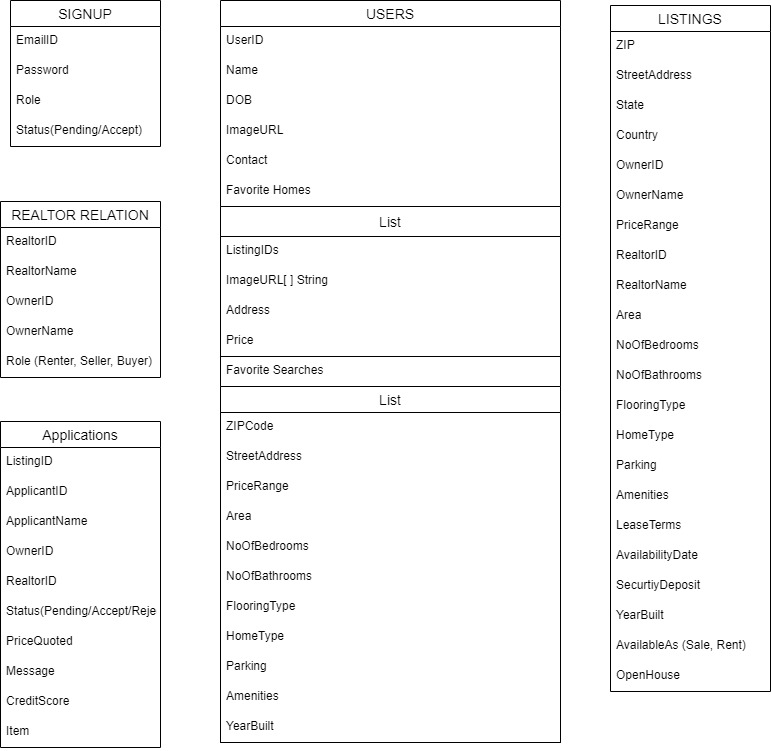 SIGNUP
EmailID
Password
Role
Status(Pending/Accept)
REALTOR RELATION
RealtorID
RealtorName
OwnerID
OwnerName
Role (Renter, Seller, Buyer)
Applications
ListingID
ApplicantID
ApplicantName
OwnerID
RealtorID
Status(Pending/Accept/Reje
PriceQuoted
Message
CreditScore
Item
USERS
UserID
Name
DOB
ImageURL
Contact
Favorite Homes
List
ListingIDs
ImageURL[ ] String
Address
Price
Favorite Searches
List
ZIPCode
StreetAddress
PriceRange
Area
NoOfBedrooms
NoOfBathrooms
FlooringType
HomeType
Parking
Amenities
YearBuilt
LISTINGS
ZIP
StreetAddress
State
Country
OwnerID
OwnerName
PriceRange
RealtorID
RealtorName
Area
NoOfBedrooms
NoOfBathrooms
FlooringType
HomeType
Parking
Amenities
LeaseTerms
AvailabilityDate
SecurtiyDeposit
YearBuilt
AvailableAs (Sale, Rent)
OpenHouse